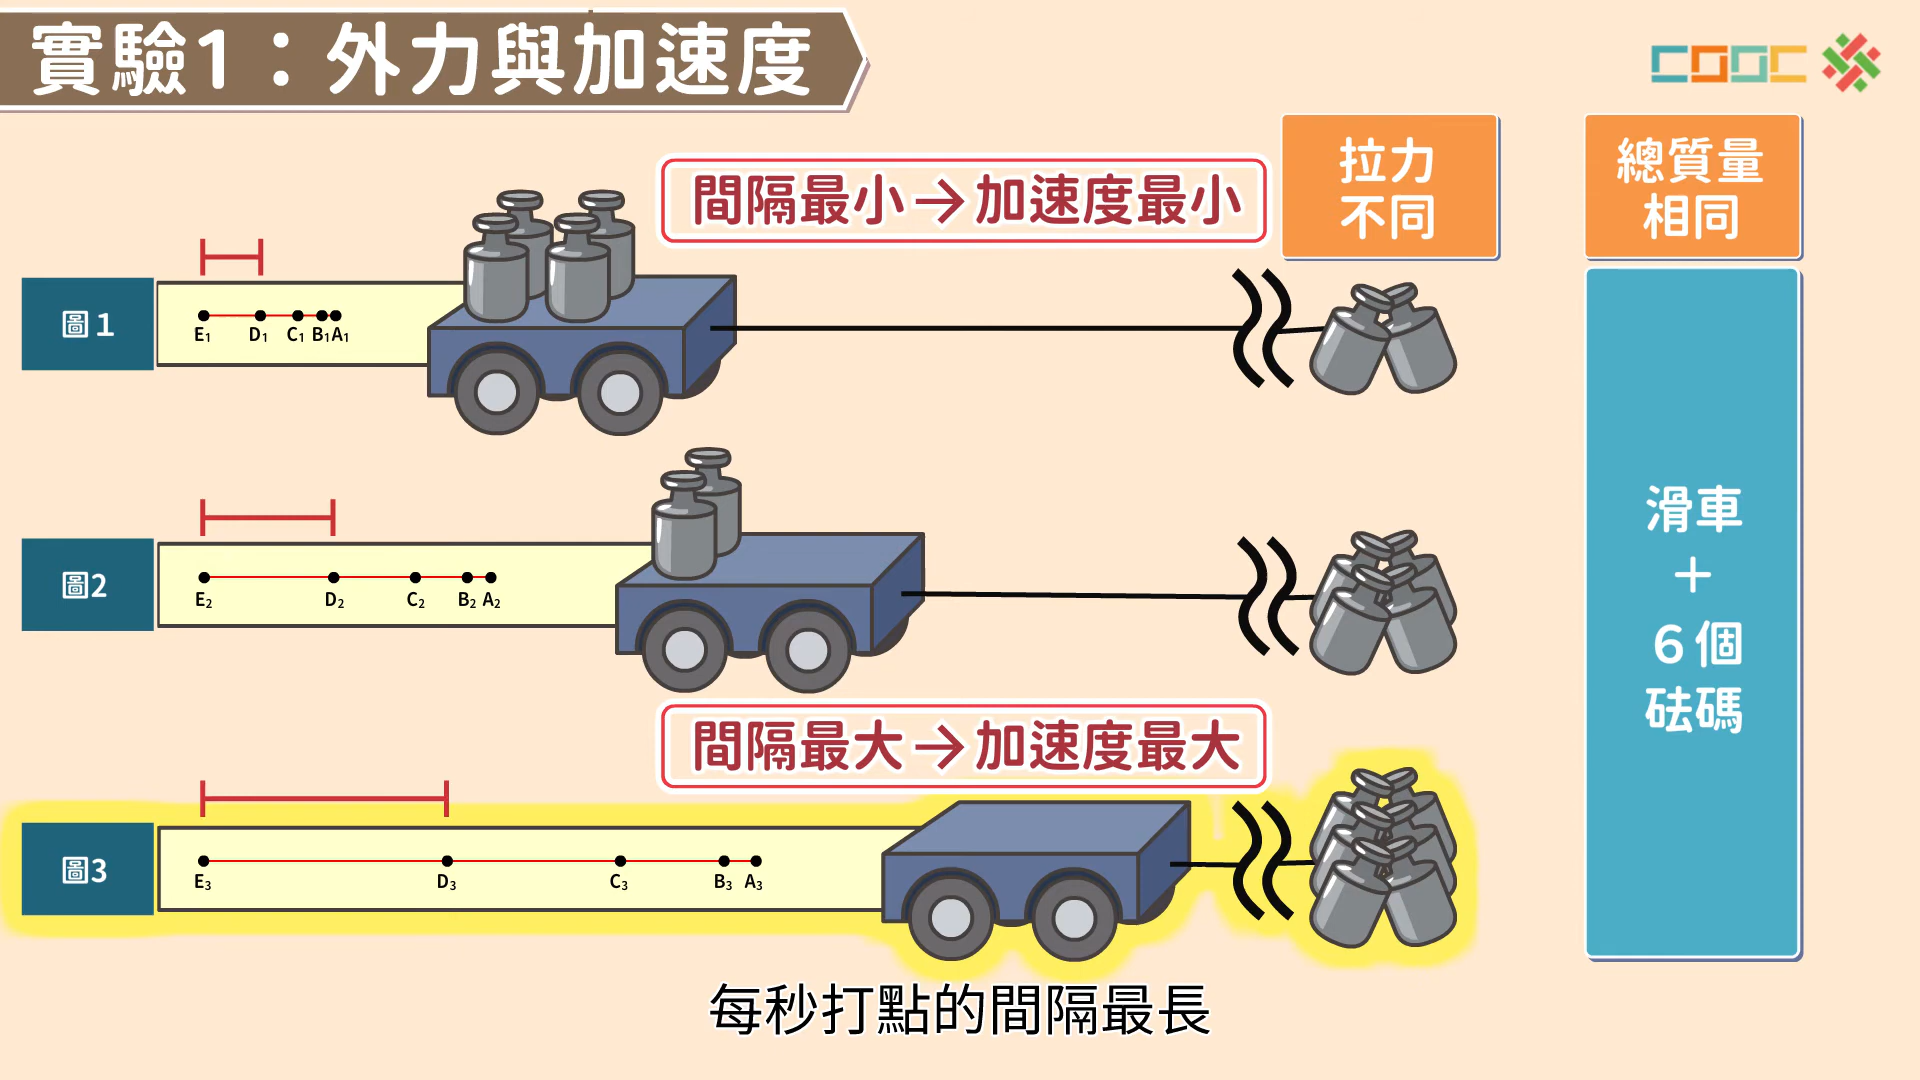 實驗1：外力與加速度
COOC
拉力
不同
總質量
相同
間隔最小→加速度最小
圖1
E₁ D₁ C₁ B₁ A₁
圖2
E₂ D₂ C₂ B₂ A₂
滑車
+
6個
砝碼
間隔最大→加速度最大
圖3
E₃ D₃ C₃ B₃ A₃
每秒打點的間隔最長